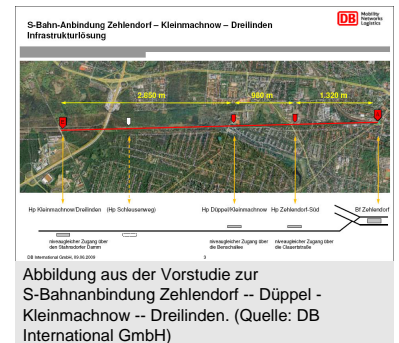 S-Bahn-Anbindung Zehlendorf – Kleinmachnow – Dreilinden
Infrastrukturlösung
DB
Mobility
Networks
Logistics
2.850 m
980 m
1.320 m
Hp Kleinmachnow/Dreilinden
(Hp Schleusenweg)
Hp Düppel/Kleinmachnow
Hp Zehlendorf-Süd
Bf Zehlendorf
niveaugleicher Zugang über
den Stahnsdorfer Damm
niveaugleicher Zugang über
die Benschallee
niveaugleicher Zugang über
die Clauertstraße
DB International GmbH, 09.06.2009
3
Abbildung aus der Vorstudie zur
S-Bahnanbindung Zehlendorf -- Düppel -
Kleinmachnow -- Dreilinden. (Quelle: DB
International GmbH)